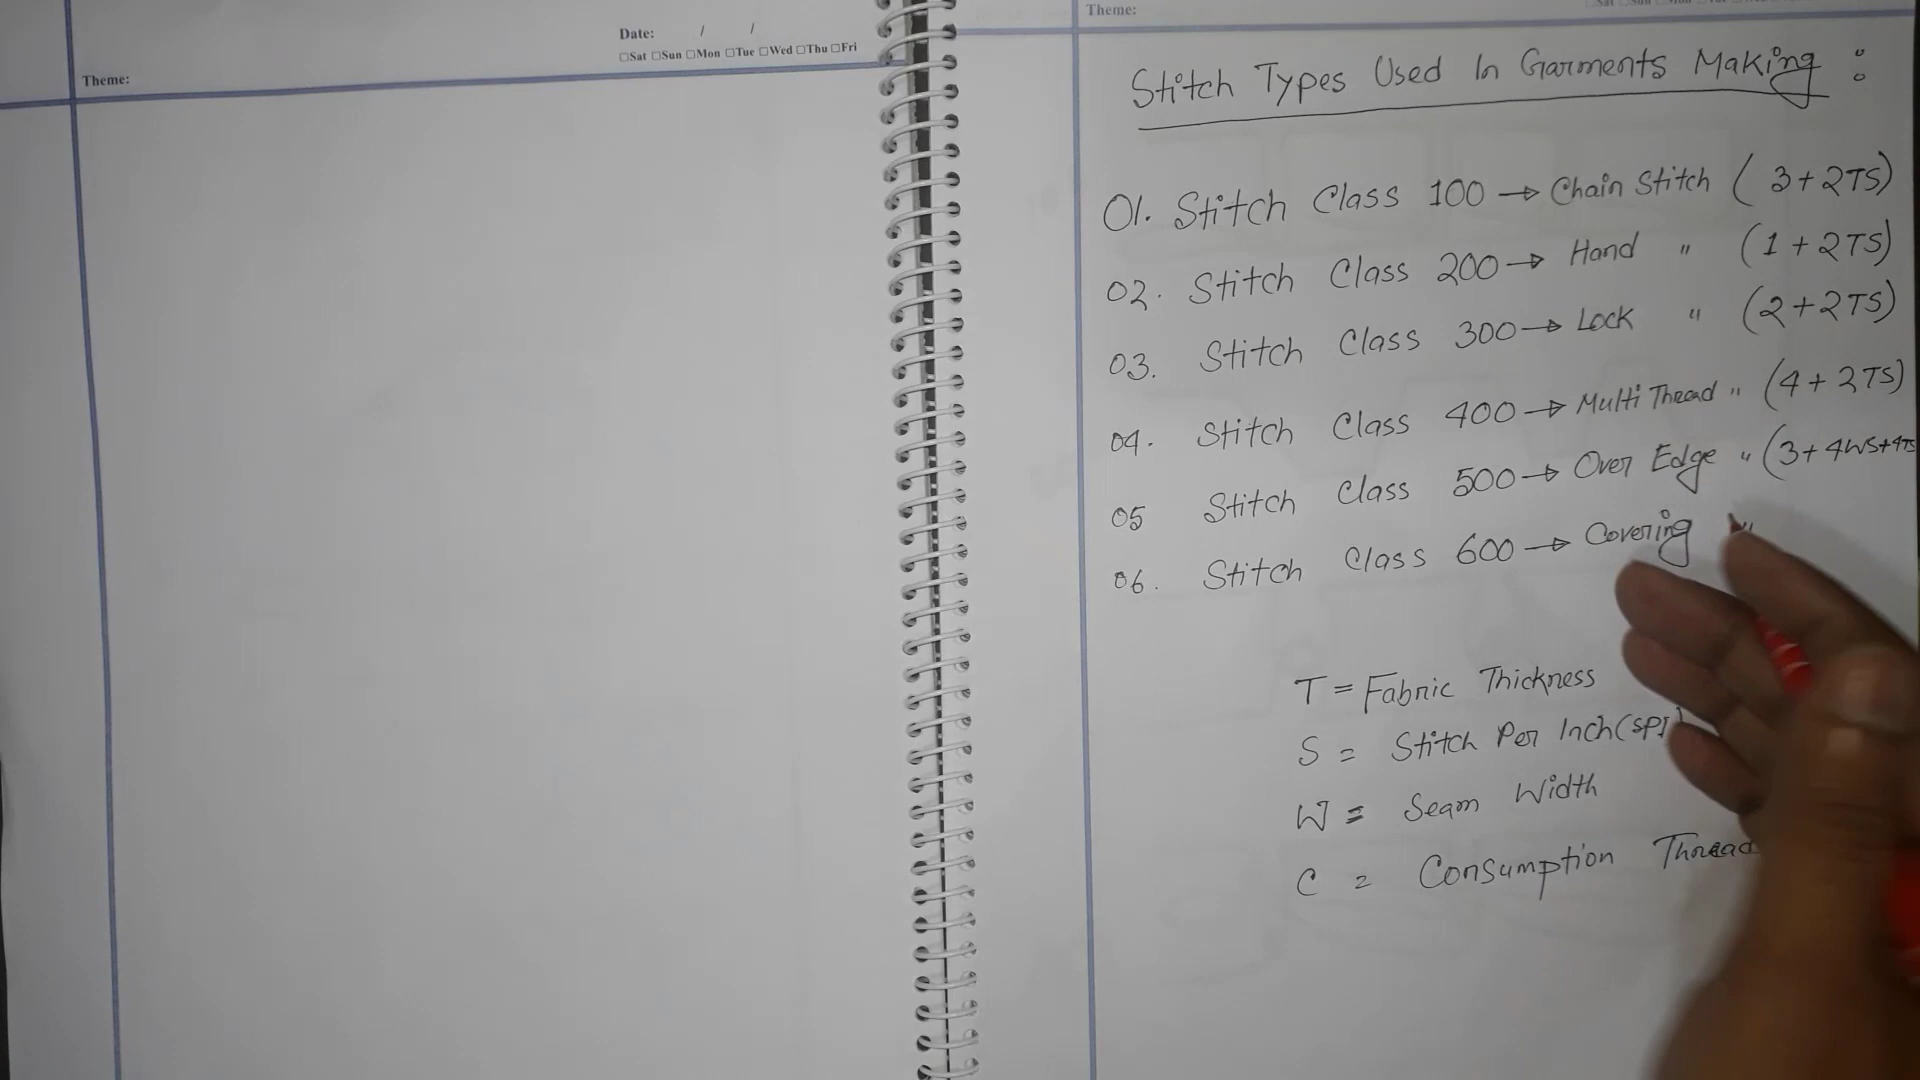 Date: / /
□Sat □Sun □Mon □Tue □Wed □Thu □Fri
Theme:
Theme:
Stitch Types Used In Garments Making :
01. Stitch Class 100 → Chain Stitch (3+2TS)
02. Stitch Class 200 → Hand " (1+2TS)
03. Stitch Class 300 → Lock " (2+2TS)
04. Stitch Class 400 → Multi Thread " (4+2TS)
05 Stitch Class 500 → Over Edge " (3+4WS+4TS
06. Stitch Class 600 → Covering "
T = Fabric Thickness
S = Stitch Per Inch (SPI)
W = Seam Width
C = Consumption Thread